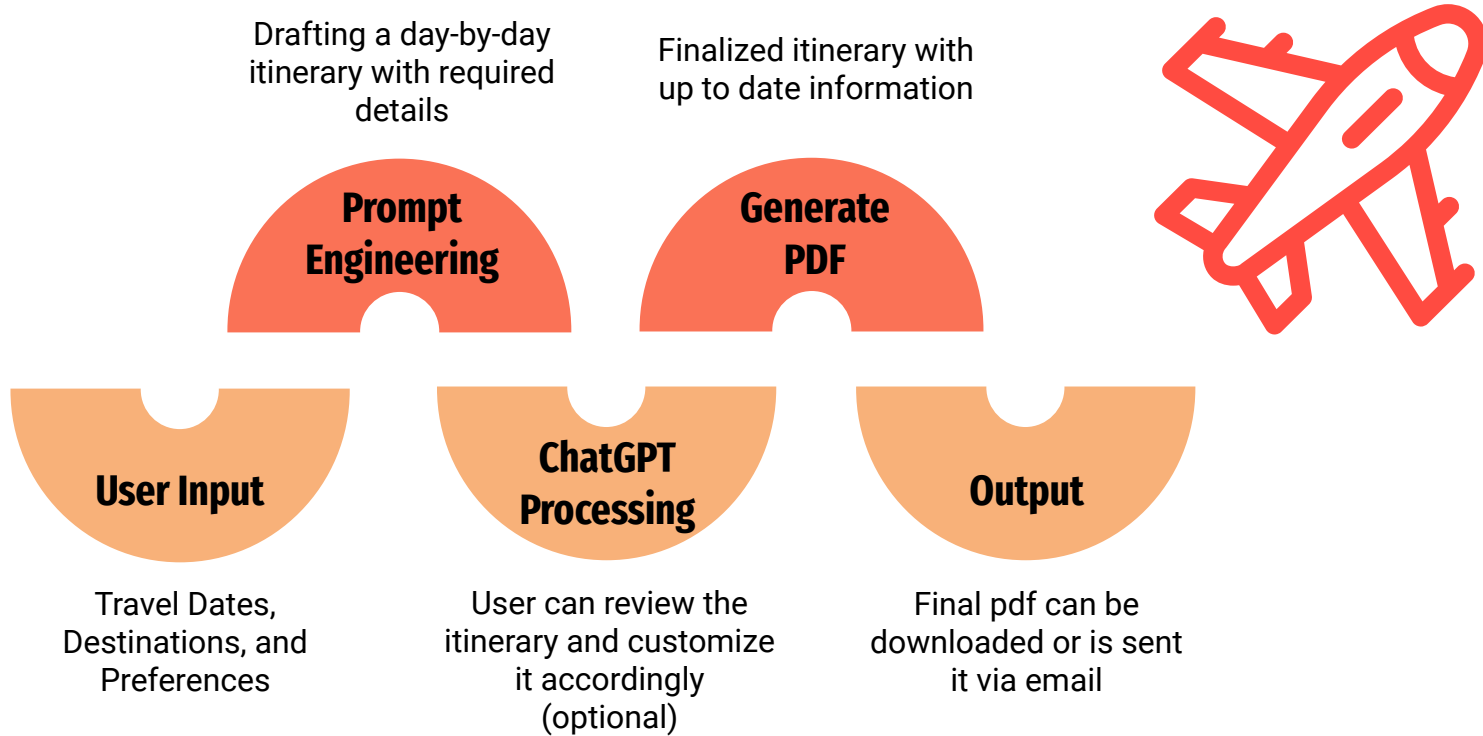 Drafting a day-by-day
itinerary with required
details
Finalized itinerary with
up to date information
Prompt
Engineering
Generate
PDF
User Input
ChatGPT
Processing
Output
Travel Dates,
Destinations, and
Preferences
User can review the
itinerary and customize
it accordingly
(optional)
Final pdf can be
downloaded or is sent
it via email